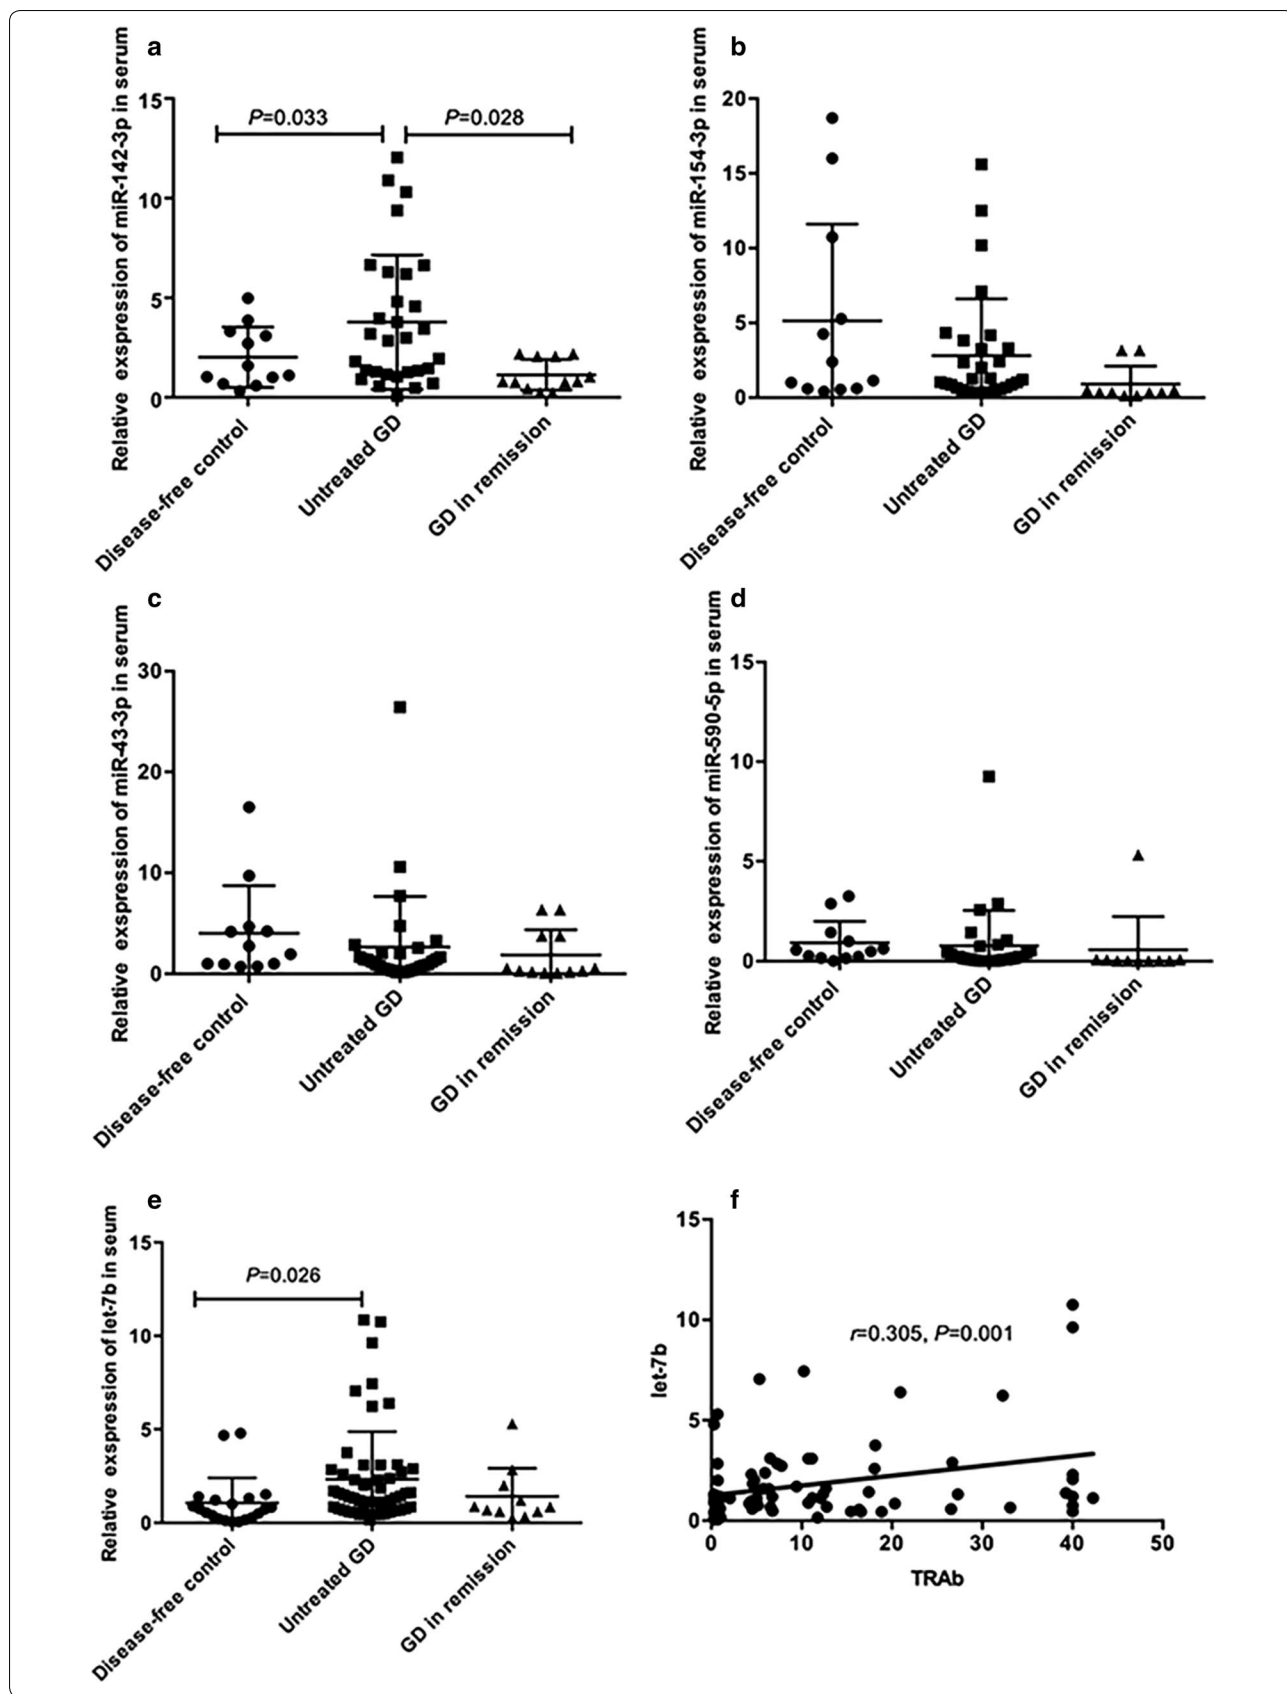 a
Relative exspression of miR-142-3p in serum
15
10
5
0
P=0.033
P=0.028
Disease-free control
Untreated GD
GD in remission
b
Relative exspression of miR-154-3p in serum
20
15
10
5
0
Disease-free control
Untreated GD
GD in remission
c
Relative exspression of miR-43-3p in serum
30
20
10
0
Disease-free control
Untreated GD
GD in remission
d
Relative exspression of miR-590-5p in serum
15
10
5
0
Disease-free control
Untreated GD
GD in remission
e
Relative exspression of let-7b in seum
15
10
5
0
P=0.026
Disease-free control
Untreated GD
GD in remission
f
let-7b
15
10
5
0
r=0.305, P=0.001
0
10
20
30
40
50
TRAb